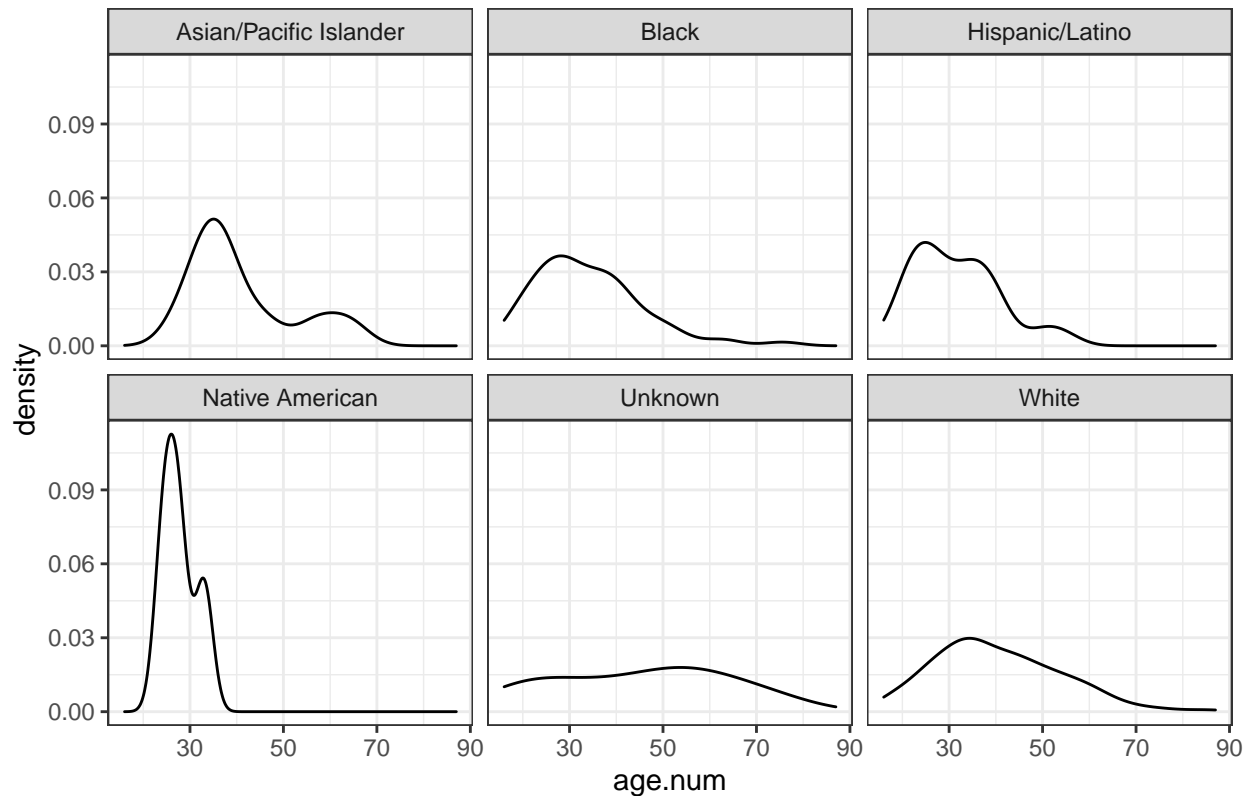 Asian/Pacific Islander
Black
Hispanic/Latino
0.09
0.06
0.03
0.00
Native American
Unknown
White
0.09
0.06
0.03
0.00
30 50 70 90
30 50 70 90
30 50 70 90
age.num
density